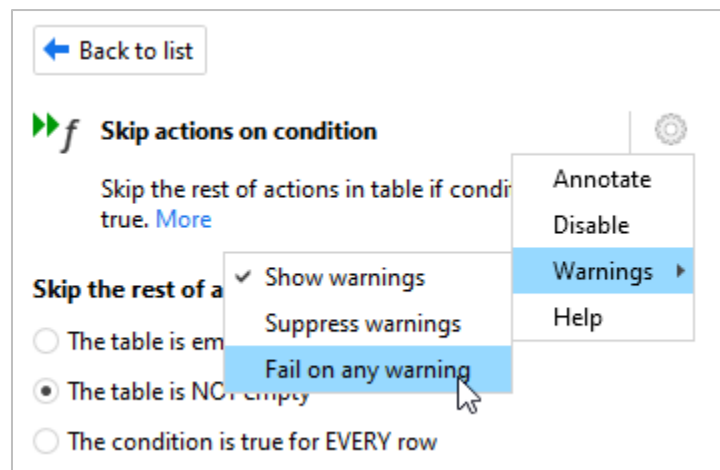 Back to list
f Skip actions on condition
Skip the rest of actions in table if condi
true. More
Annotate
Disable
Warnings
Help
Show warnings
Suppress warnings
Fail on any warning
Skip the rest of a
The table is em
The table is NOT empty
The condition is true for EVERY row